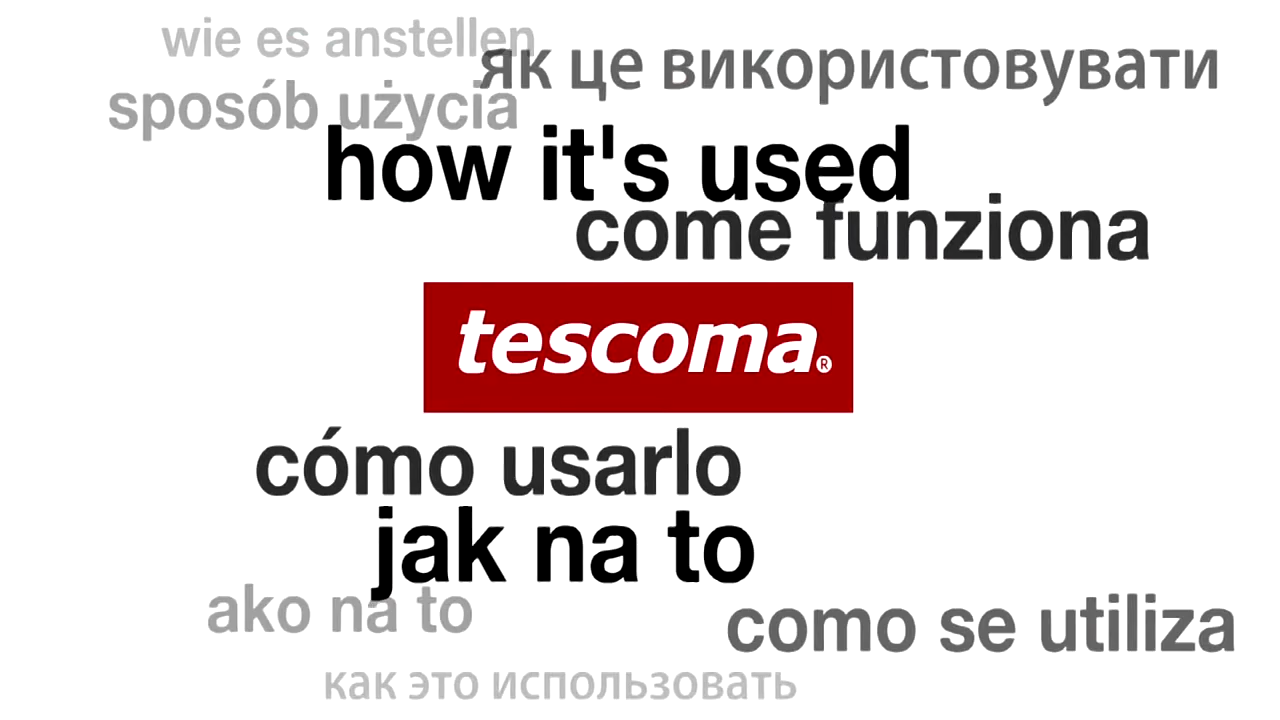 wie es anstellen
як це використовувати
sposób użycia
how it's used
come funziona
tescoma®
cómo usarlo
jak na to
ako na to
como se utiliza
как это использовать